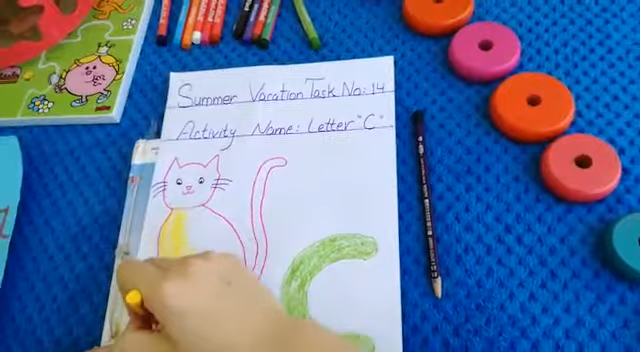 Summer Vacation Task No: 14
Activity Name: Letter "C"